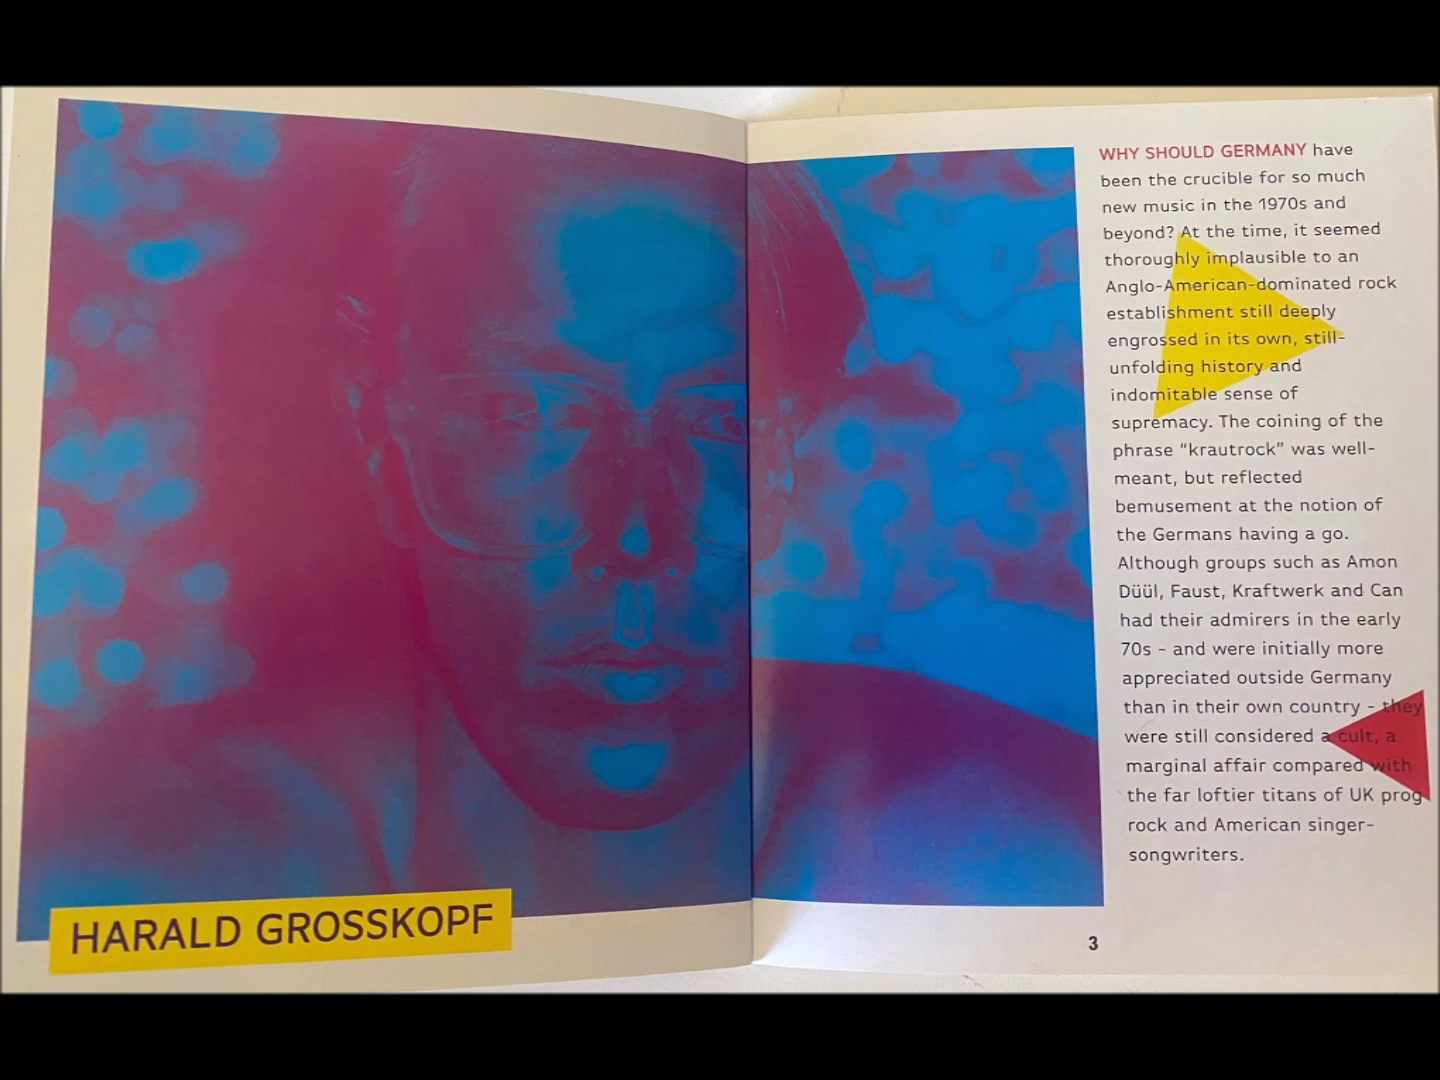 HARALD GROSSKOPF
WHY SHOULD GERMANY have
been the crucible for so much
new music in the 1970s and
beyond? At the time, it seemed
thoroughly implausible to an
Anglo-American-dominated rock
establishment still deeply
engrossed in its own, still-
unfolding history and
indomitable sense of
supremacy. The coining of the
phrase "krautrock" was well-
meant, but reflected
bemusement at the notion of
the Germans having a go.
Although groups such as Amon
Düül, Faust, Kraftwerk and Can
had their admirers in the early
70s - and were initially more
appreciated outside Germany
than in their own country - they
were still considered a cult, a
marginal affair compared with
the far loftier titans of UK prog
rock and American singer-
songwriters.
3